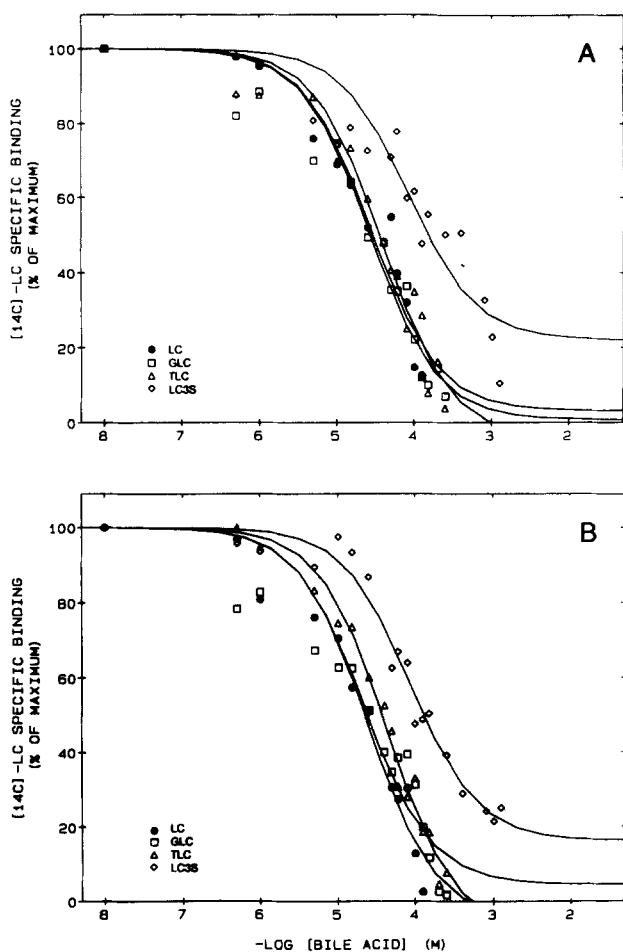 A
[14C]-LC SPECIFIC BINDING
(% OF MAXIMUM)
100
80
60
40
20
0
8
7
6
5
4
3
2
LC
GLC
TLC
LC3S
B
[14C]-LC SPECIFIC BINDING
(% OF MAXIMUM)
100
80
60
40
20
0
8
7
6
5
4
3
2
LC
GLC
TLC
LC3S
-LOG [BILE ACID] (M)